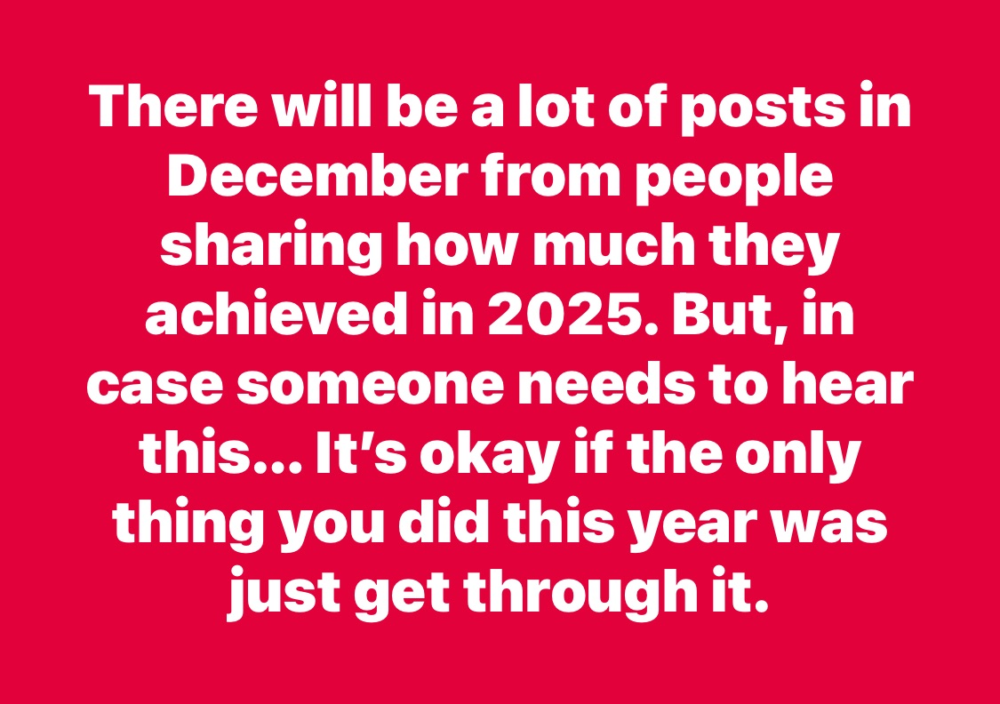 There will be a lot of posts in
December from people
sharing how much they
achieved in 2025. But, in
case someone needs to hear
this... It’s okay if the only
thing you did this year was
just get through it.